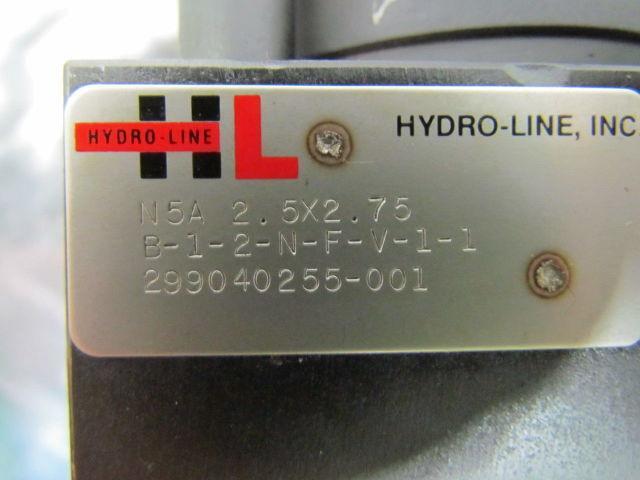 HYDRO-LINE
HL
HYDRO-LINE, INC
N5A 2.5X2.75
B-1-2-N-F-V-1-1
299040255-001